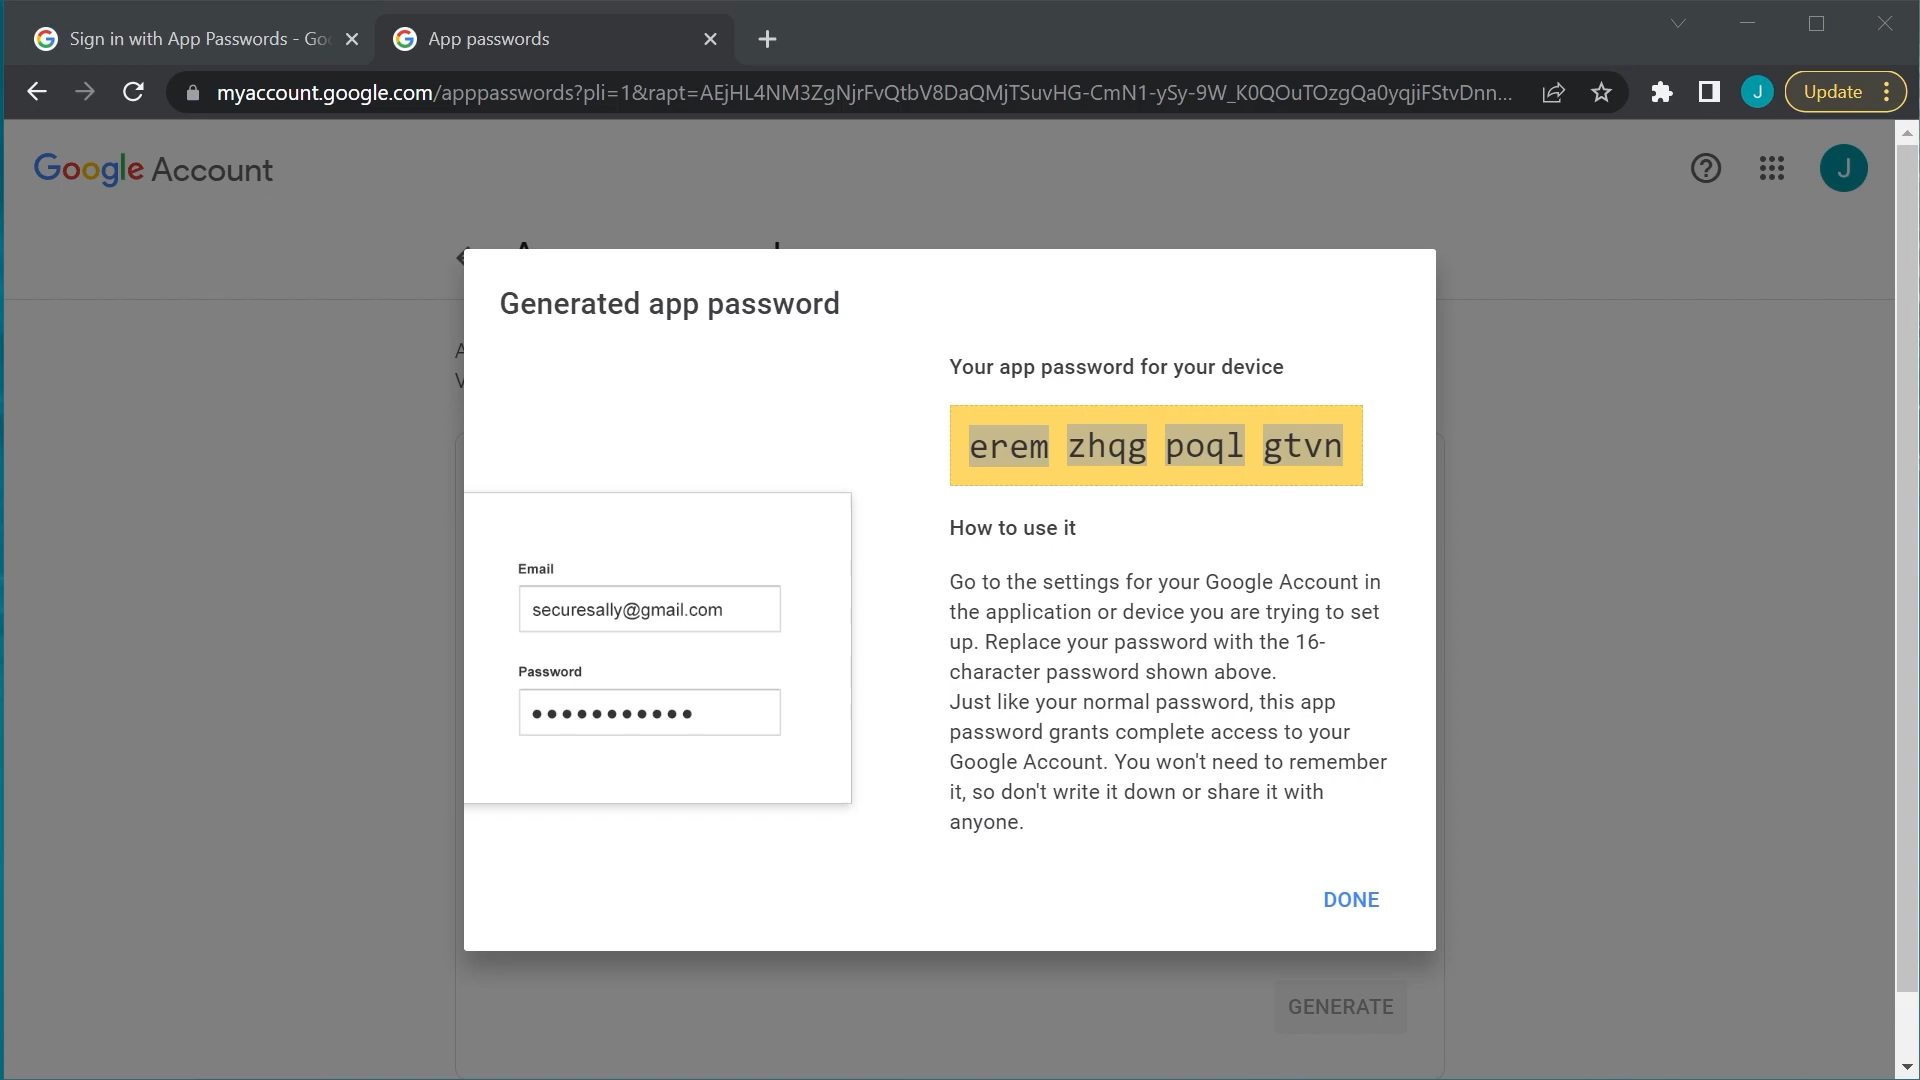 Sign in with App Passwords - Go
App passwords
myaccount.google.com/apppasswords?pli=1&rapt=AEjHL4NM3ZgNjrFvQtbV8DaQMjTSuvHG-CmN1-ySy-9W_K0QOuTOzgQa0yqjiFStvDnn...
J
Update
Google Account
J
Generated app password
Your app password for your device
erem zhqg poql gtvn
Email
securesally@gmail.com
Password
How to use it
Go to the settings for your Google Account in
the application or device you are trying to set
up. Replace your password with the 16-
character password shown above.
Just like your normal password, this app
password grants complete access to your
Google Account. You won't need to remember
it, so don't write it down or share it with
anyone.
DONE
GENERATE